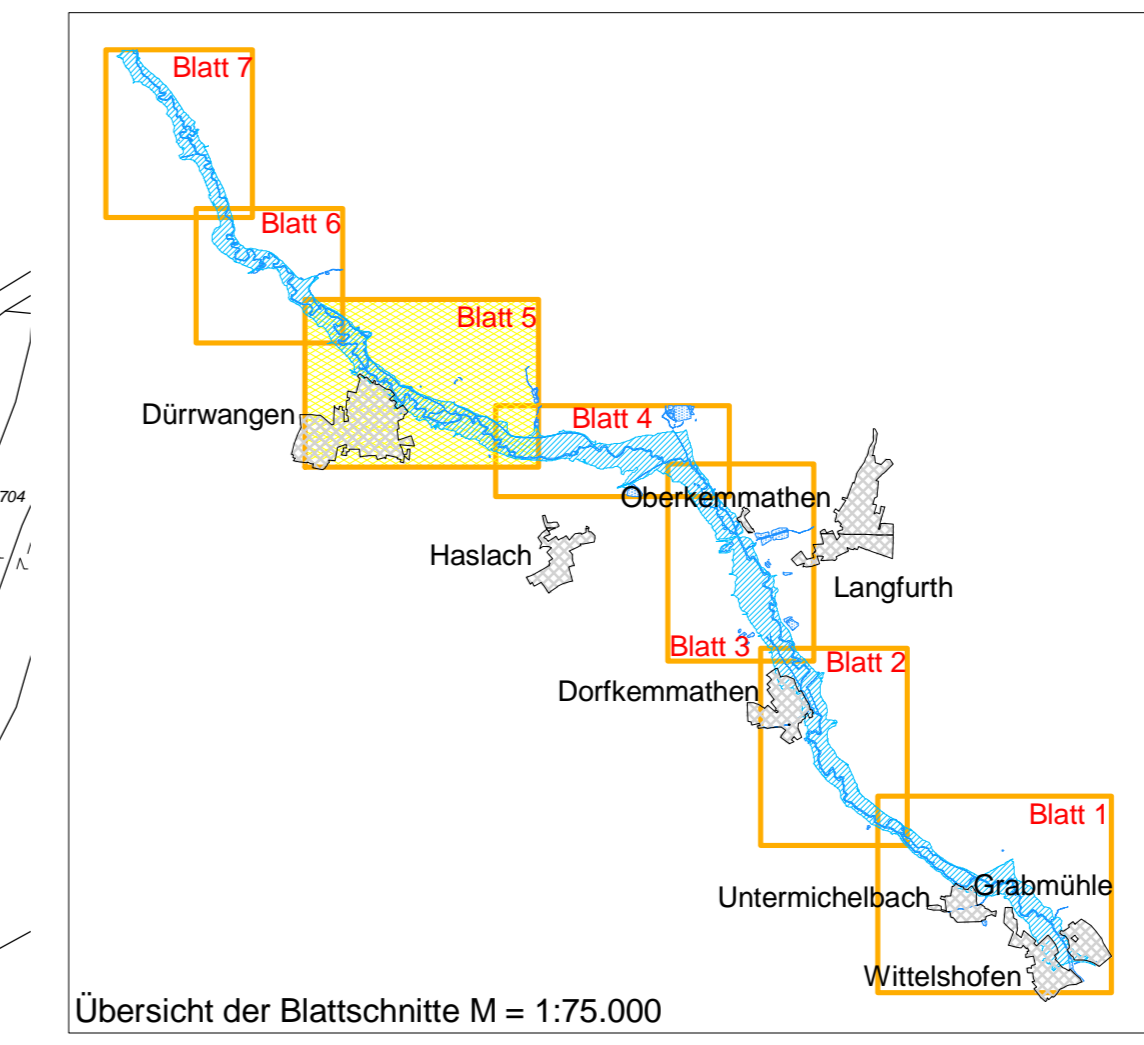 Blatt 7
Blatt 6
Blatt 5
Dürrwangen
Blatt 4
704
Oberkemmathen
Haslach
Langfurth
Blatt 3
Blatt 2
Dorfkemmathen
Blatt 1
Untermichelbach
Grabmühle
Wittelshofen
Übersicht der Blattschnitte M = 1:75.000